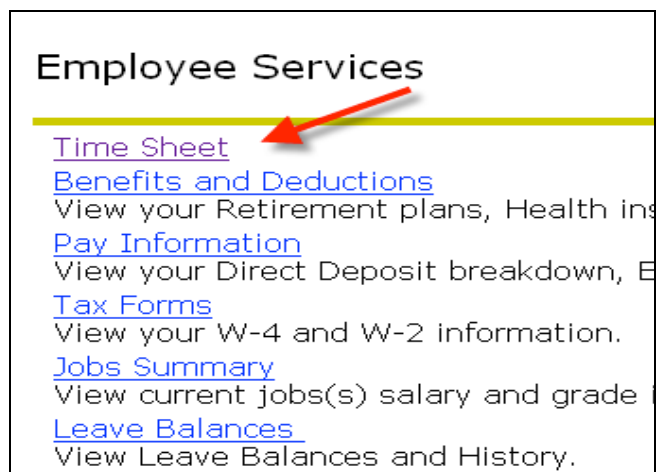 Employee Services
Time Sheet
Benefits and Deductions
View your Retirement plans, Health ins
Pay Information
View your Direct Deposit breakdown, E
Tax Forms
View your W-4 and W-2 information.
Jobs Summary
View current jobs(s) salary and grade i
Leave Balances
View Leave Balances and History.